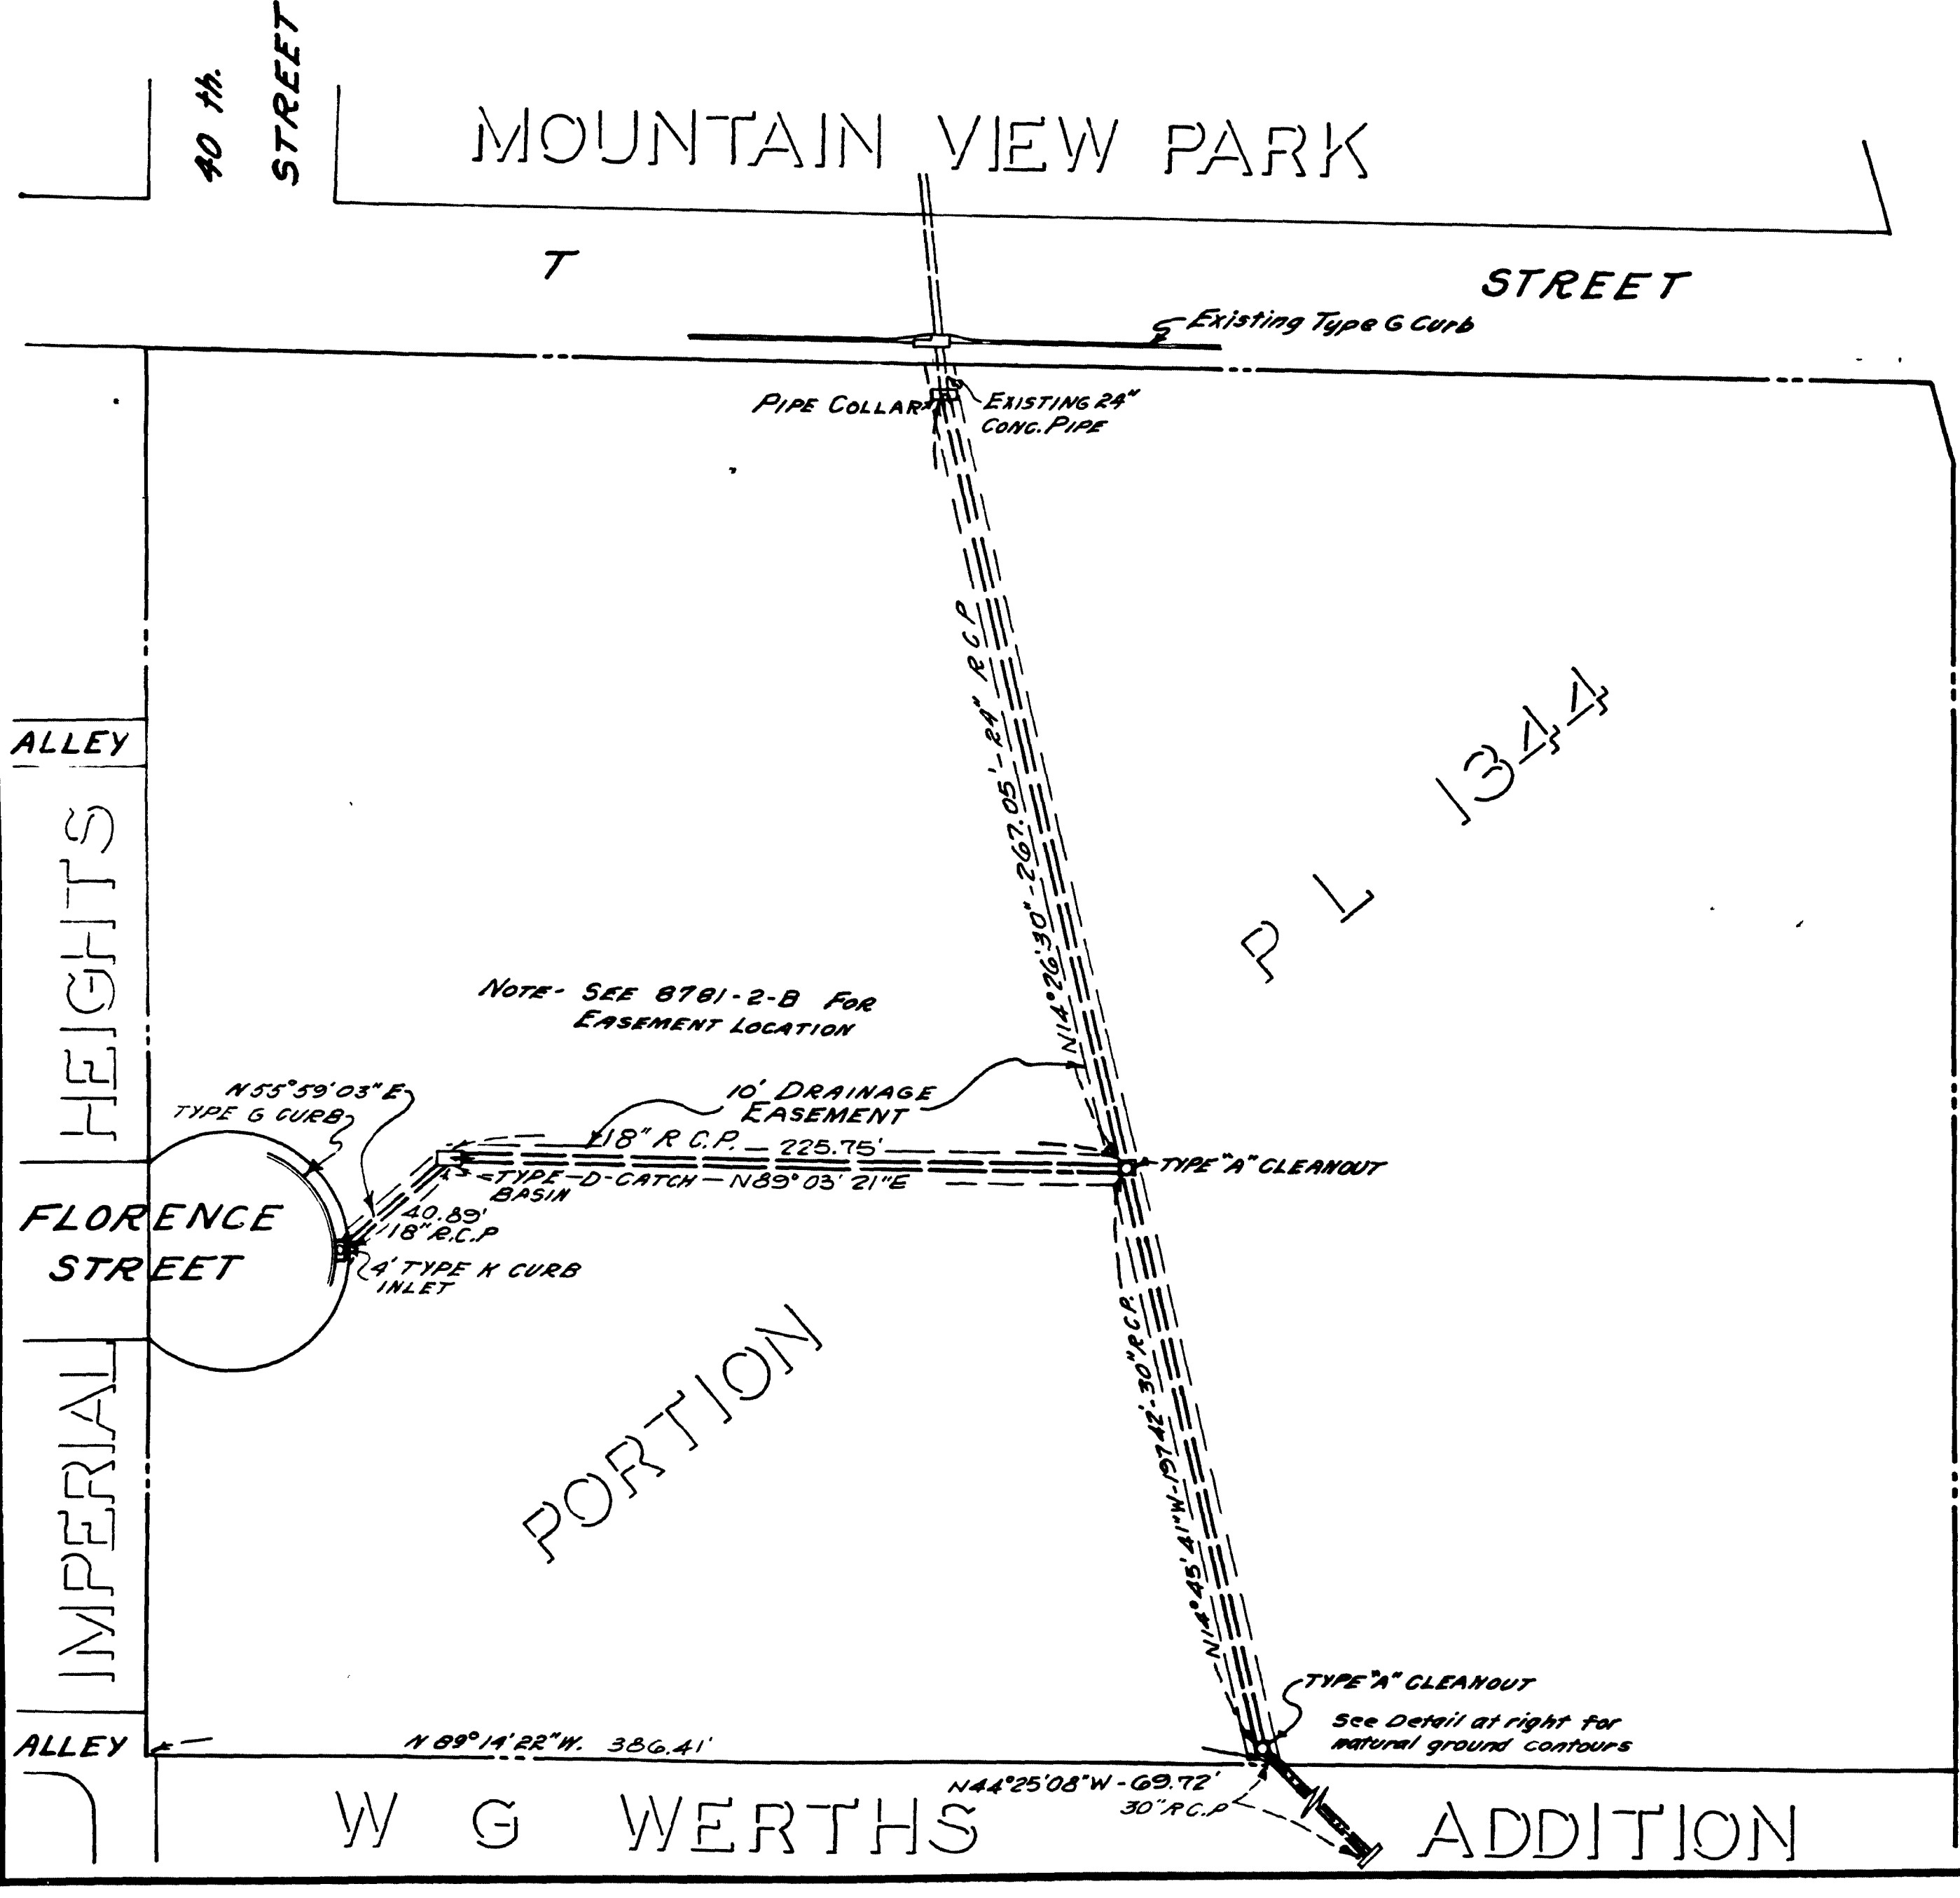 40 th.
STREET
MOUNTAIN VIEW PARK
T STREET
Existing Type G Curb
PIPE COLLAR
EXISTING 24"
CONC. PIPE
N14°26'30"-267.05'-24" R C P
ALLEY
HEIGHTS
P L 1344
NOTE- SEE 8781-2-B FOR
EASEMENT LOCATION
N55°59'03"E
TYPE G CURB
10' DRAINAGE
EASEMENT
18" R C.P. — 225.75'
TYPE "A" CLEANOUT
TYPE-D-CATCH — N89°03'21"E
BASIN
FLORENCE
STREET
40.89'
18" R.C.P
4' TYPE K CURB
INLET
PORTION
N14°45'41"W-197.42'-30"R.C.P.
IMPERIAL
TYPE "A" CLEANOUT
See Detail at right for
natural ground contours
ALLEY
N 89°14'22"W. 386.41'
N44°25'08"W - 69.72'
30" R C.P
W G WERTHS ADDITION